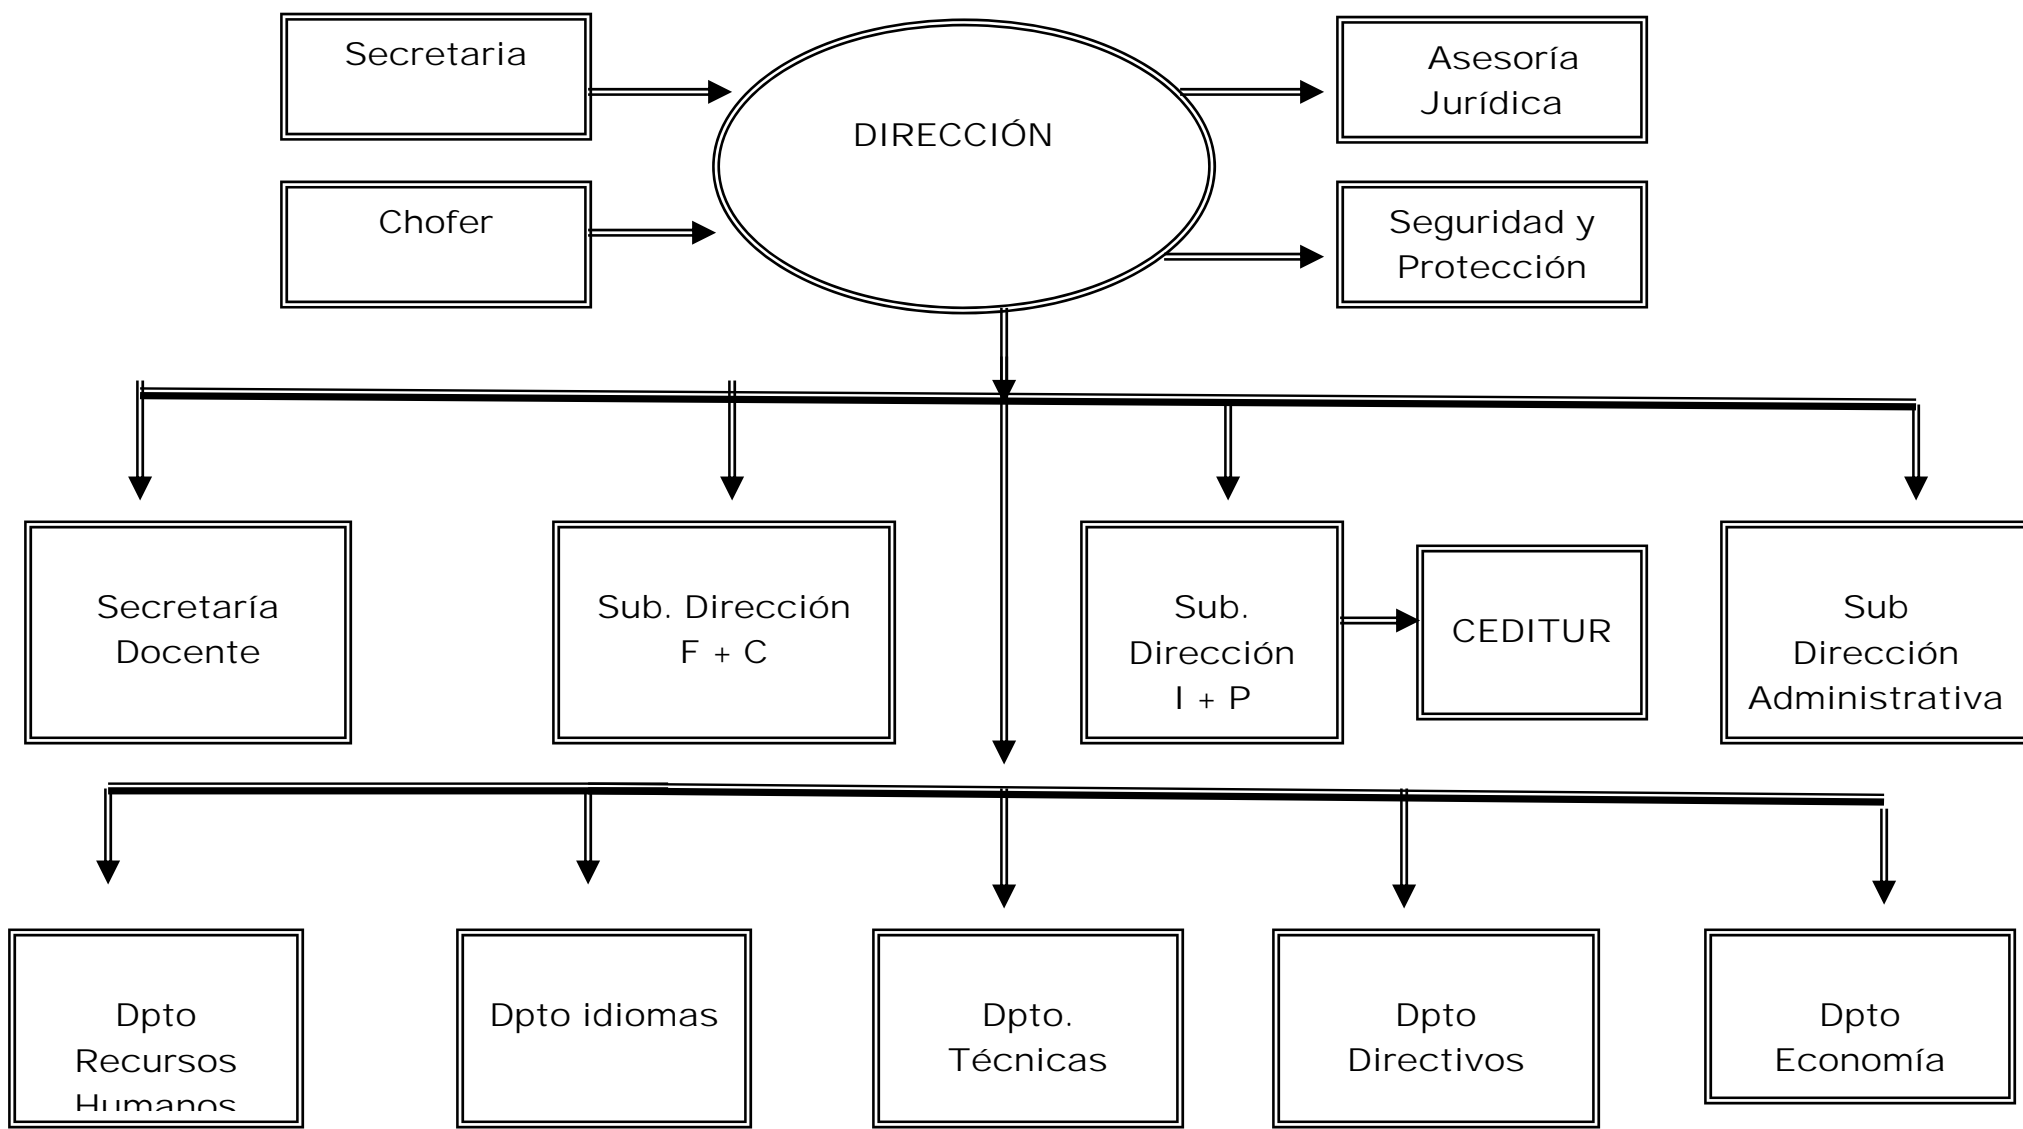 Secretaria
DIRECCIÓN
Asesoría
Jurídica
Chofer
Seguridad y
Protección
Secretaría
Docente
Sub. Dirección
F + C
Sub.
Dirección
I + P
CEDITUR
Sub
Dirección
Administrativa
Dpto
Recursos
Humanos
Dpto idiomas
Dpto.
Técnicas
Dpto
Directivos
Dpto
Economía